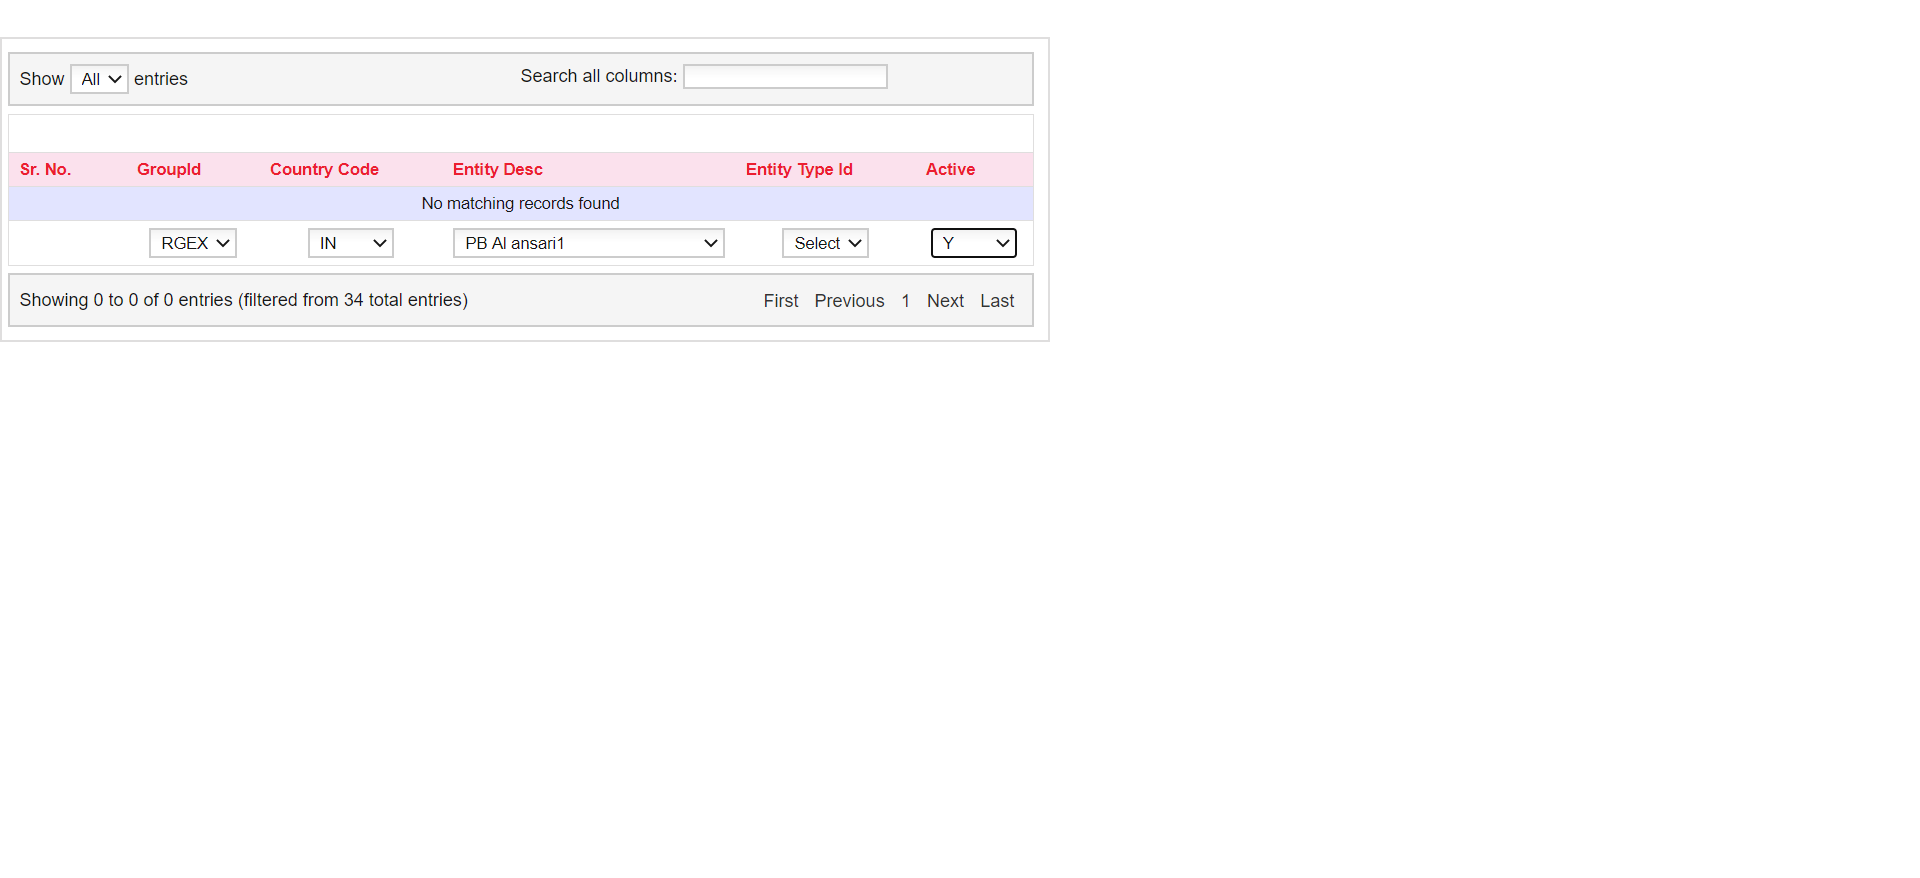 Show All entries Search all columns:
Sr. No. GroupId Country Code Entity Desc Entity Type Id Active
No matching records found
RGEX IN PB Al ansari1 Select Y
Showing 0 to 0 of 0 entries (filtered from 34 total entries) First Previous 1 Next Last